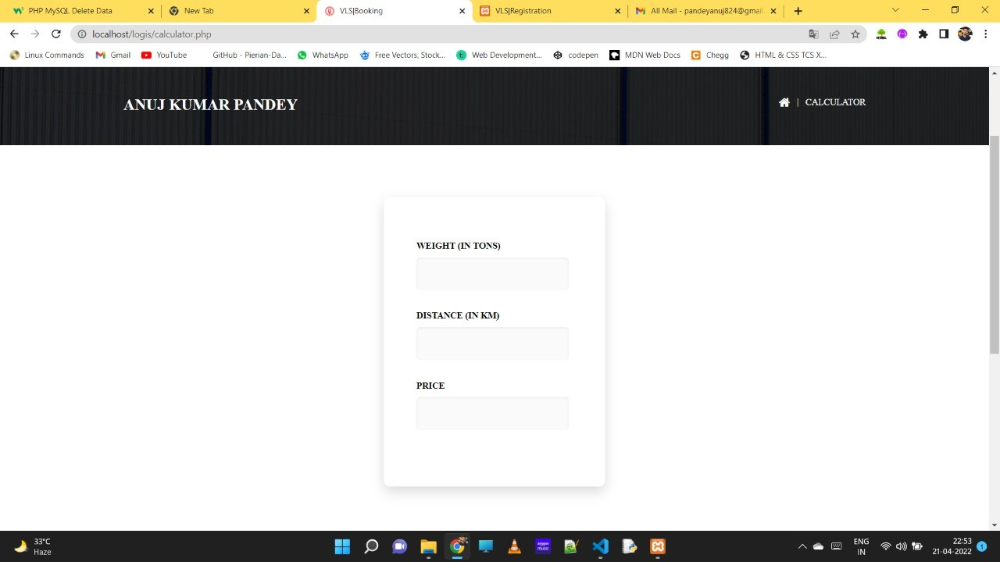 PHP MySQL Delete Data
New Tab
VLS|Booking
VLS|Registration
All Mail - pandeyanuj824@gmail
localhost/logis/calculator.php
HTML
Linux Commands
Gmail
YouTube
GitHub - Pierian-Da...
WhatsApp
Free Vectors, Stock...
Web Development...
codepen
MDN Web Docs
Chegg
HTML & CSS TCS X...
ANUJ KUMAR PANDEY
| CALCULATOR
WEIGHT (IN TONS)
DISTANCE (IN KM)
PRICE
33°C
Haze
amazon
music
ENG
IN
22:53
21-04-2022
1